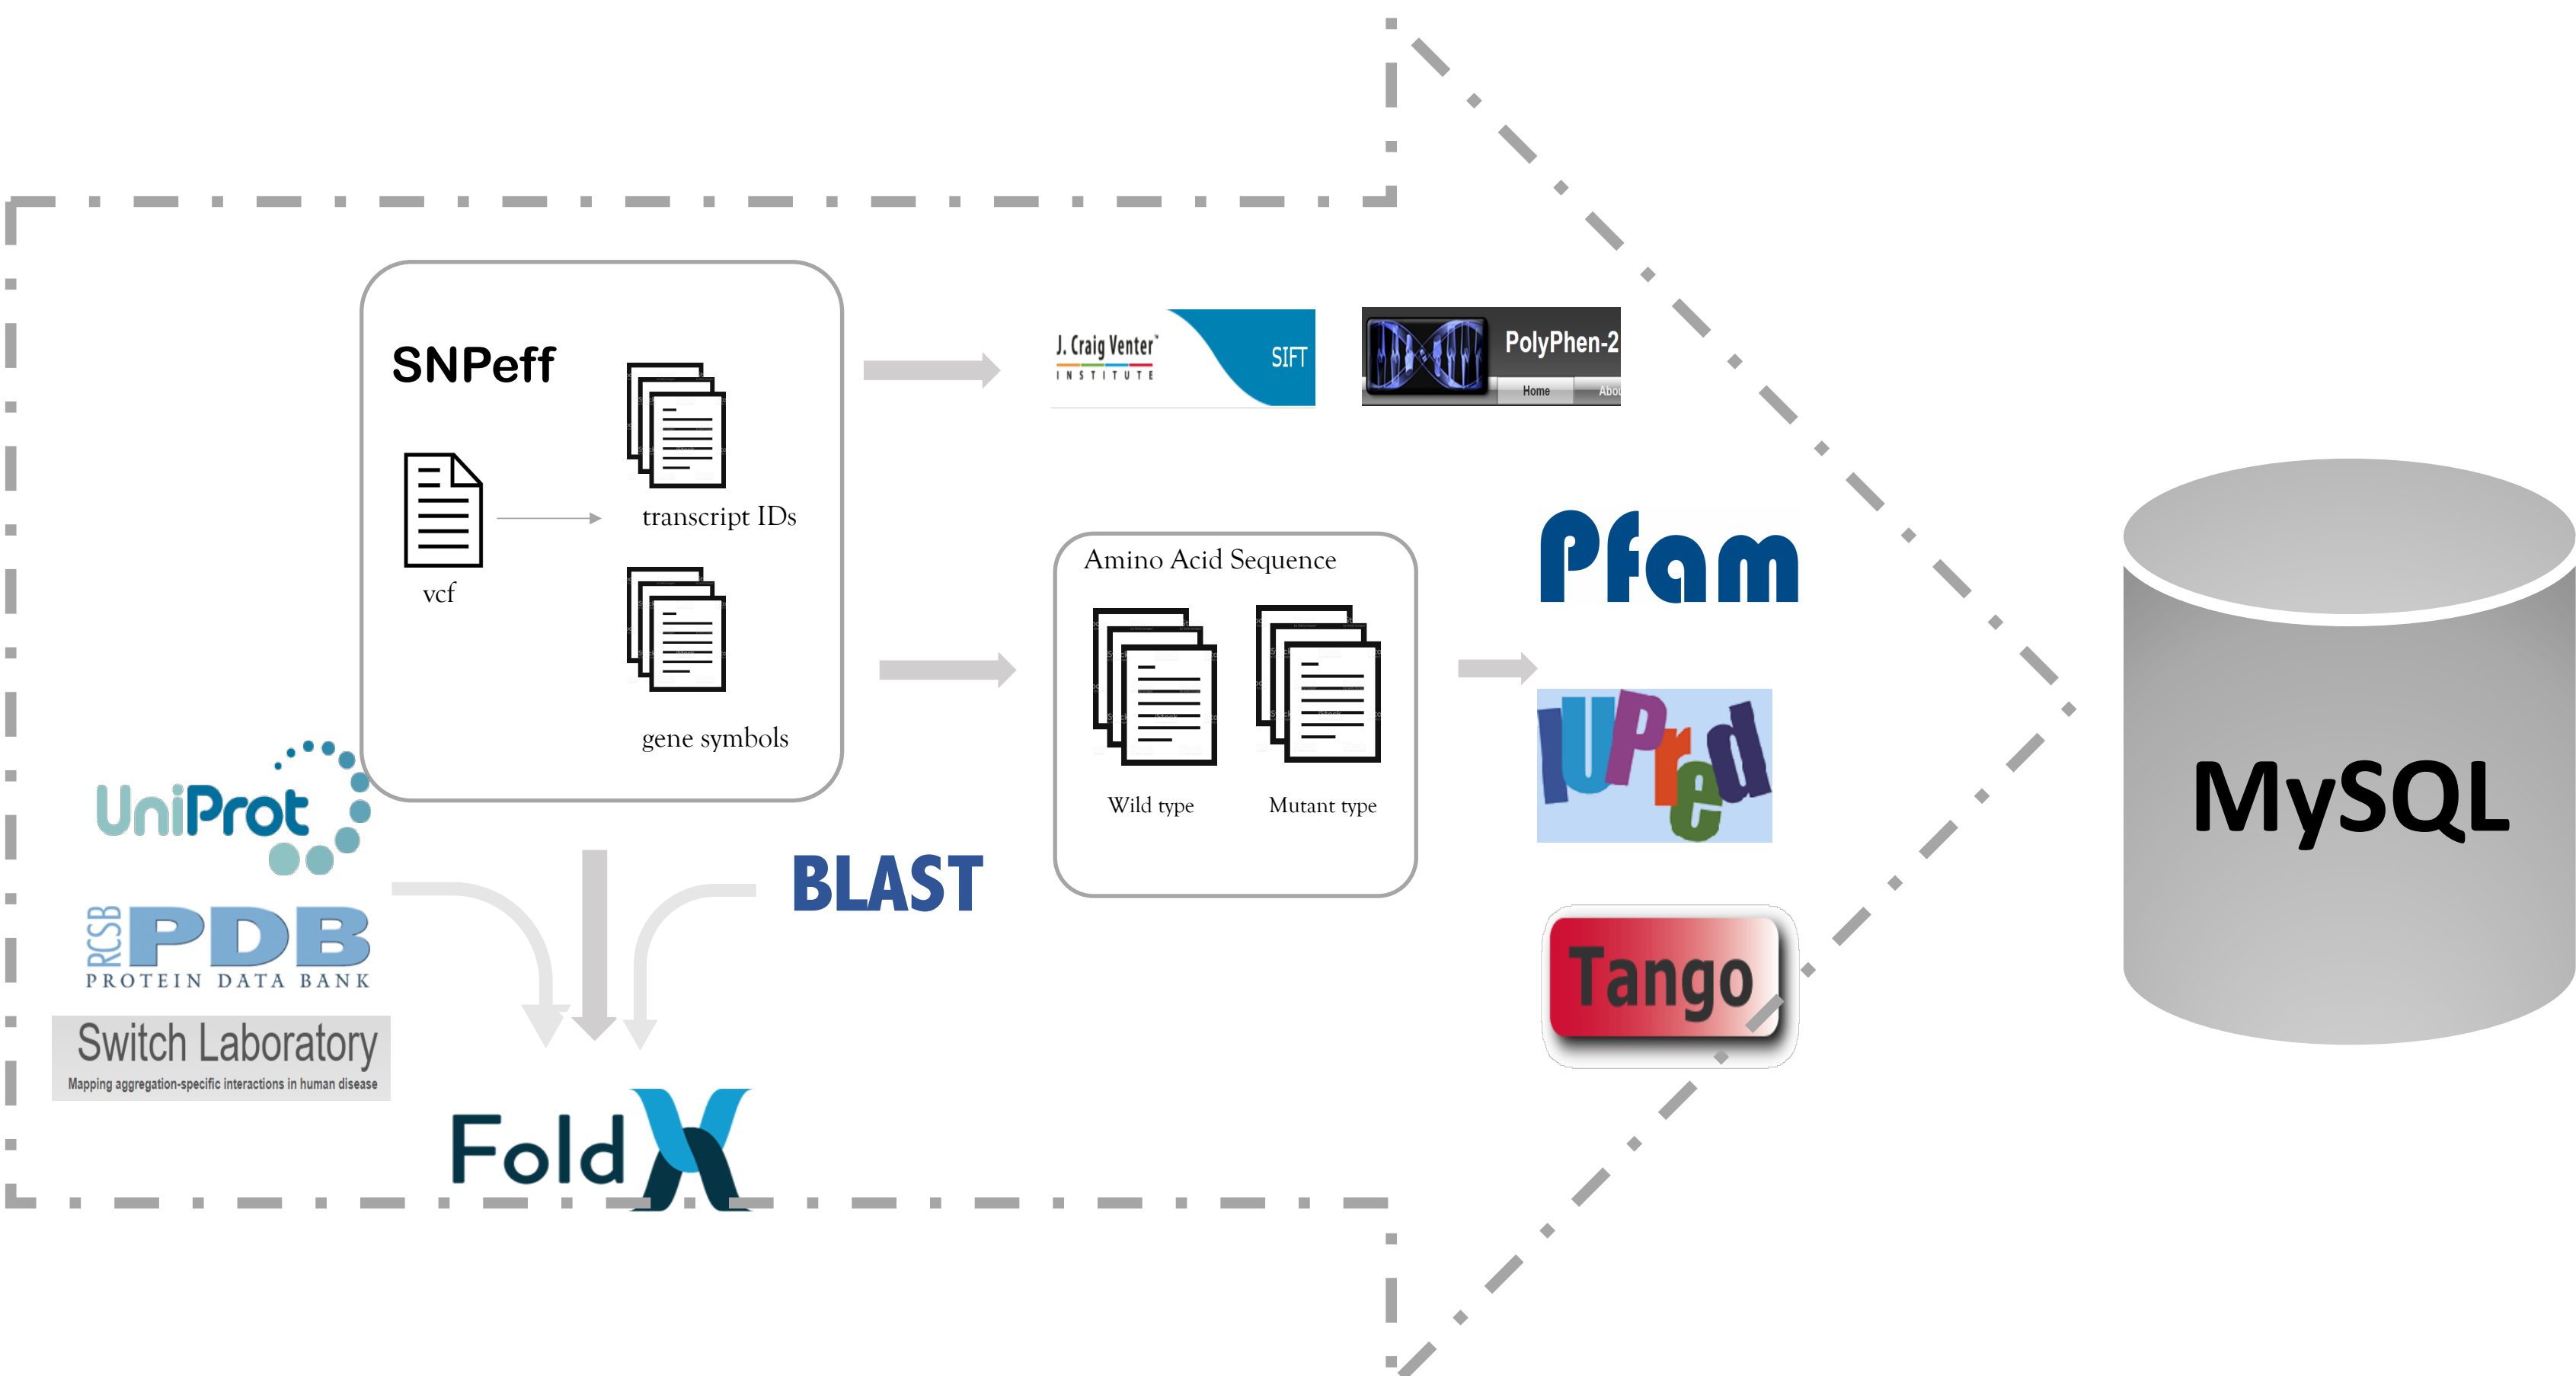 SNPeff
vcf
transcript IDs
gene symbols
J. Craig Venter™
INSTITUTE
SIFT
PolyPhen-2
Home
Abou
Amino Acid Sequence
Wild type
Mutant type
Pfam
IUPred
Tango
UniProt
RCSB
PDB
PROTEIN DATA BANK
Switch Laboratory
Mapping aggregation-specific interactions in human disease
BLAST
FoldX
MySQL